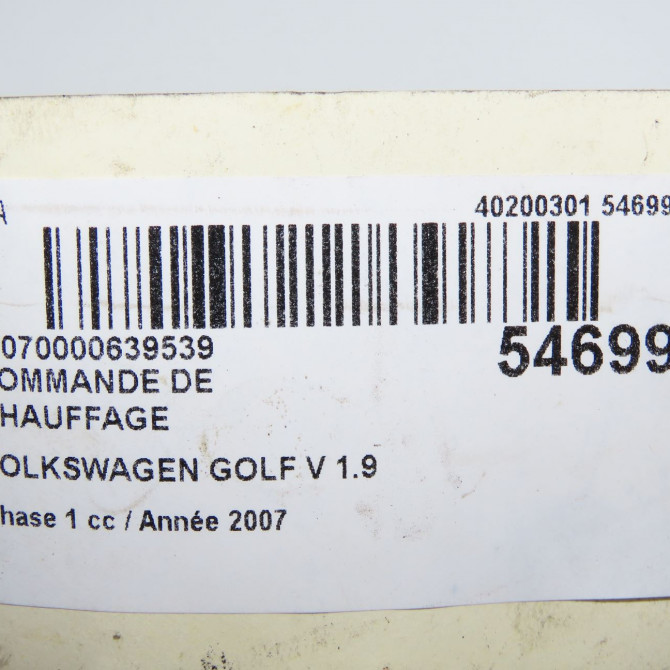 A 40200301 54699
070000639539 54699
OMMANDE DE
HAUFFAGE
OLKSWAGEN GOLF V 1.9
hase 1 cc / Année 2007